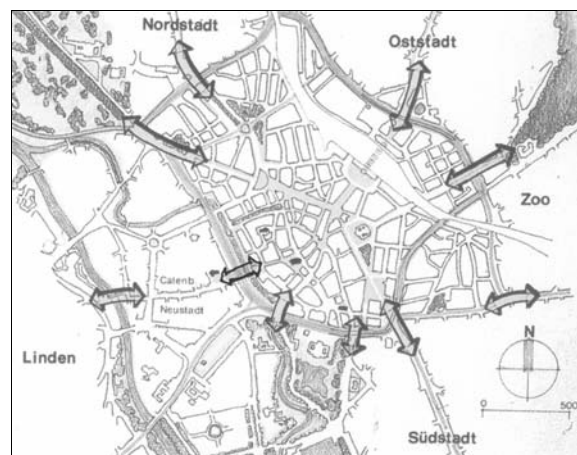 Nordstadt
Oststadt
Zoo
Calenb.
Neustadt
Linden
N
0 500
Südstadt